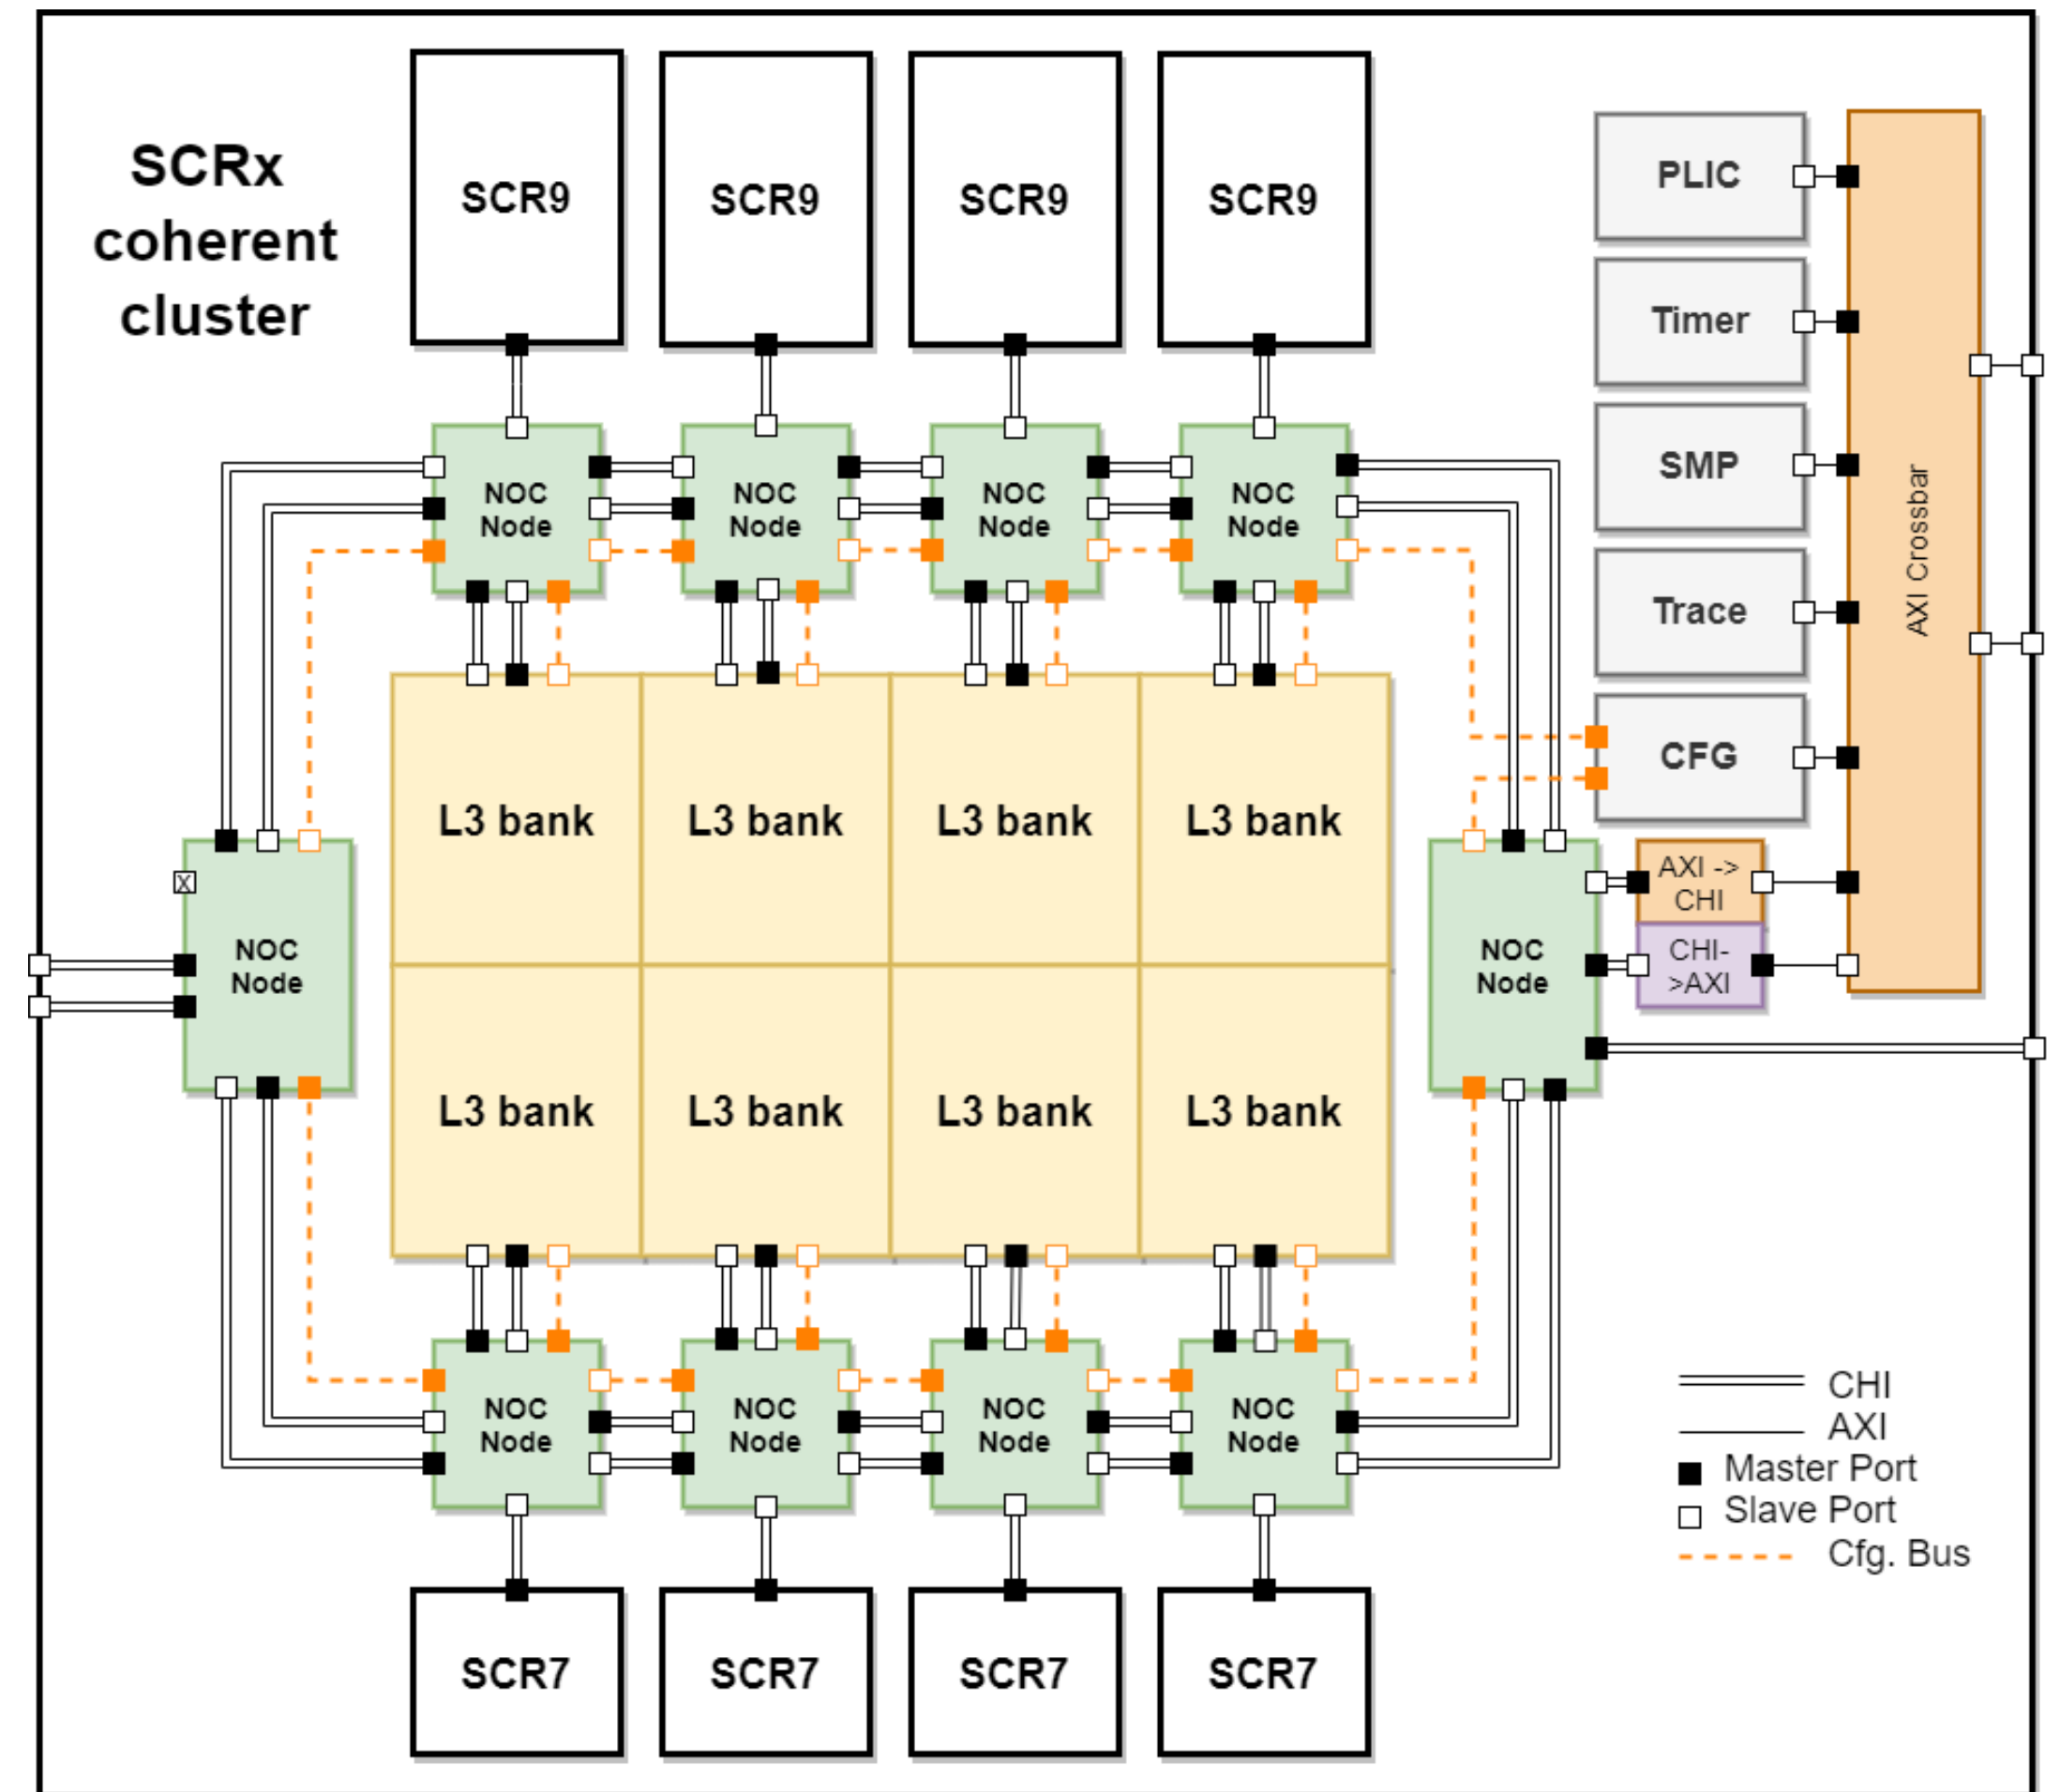 SCRx
coherent
cluster
SCR9
SCR9
SCR9
SCR9
PLIC
Timer
SMP
Trace
CFG
AXI Crossbar
NOC
Node
NOC
Node
NOC
Node
NOC
Node
L3 bank
L3 bank
L3 bank
L3 bank
X
NOC
Node
NOC
Node
AXI ->
CHI
CHI-
>AXI
L3 bank
L3 bank
L3 bank
L3 bank
NOC
Node
NOC
Node
NOC
Node
NOC
Node
SCR7
SCR7
SCR7
SCR7
CHI
AXI
Master Port
Slave Port
Cfg. Bus